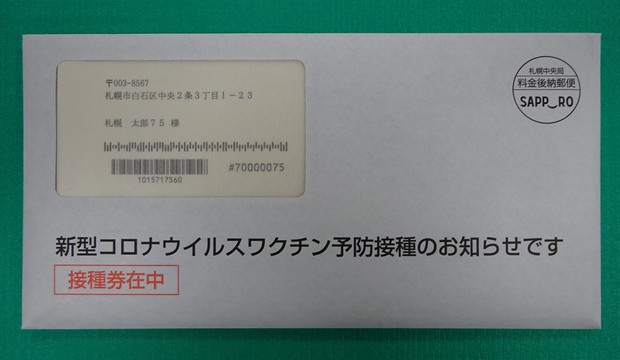 〒003-8567
札幌市白石区中央2条3丁目1-23
札幌 太郎75 様
#70000075
1015717560
札幌中央局
料金後納郵便
SAPP_RO
新型コロナウイルスワクチン予防接種のお知らせです
接種券在中